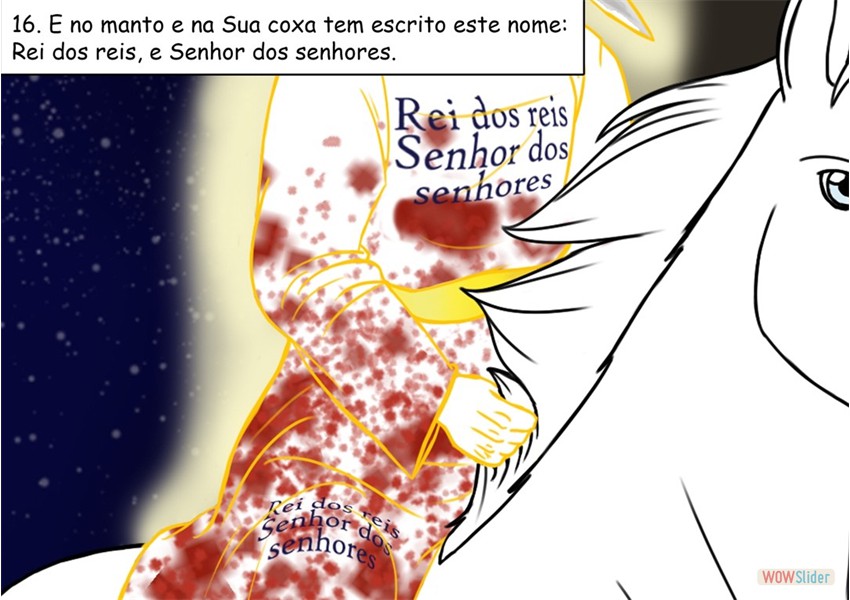 16. E no manto e na Sua coxa tem escrito este nome:
Rei dos reis, e Senhor dos senhores.
Rei dos reis
Senhor dos
senhores
Rei dos reis
Senhor dos
senhores
WOWSlider